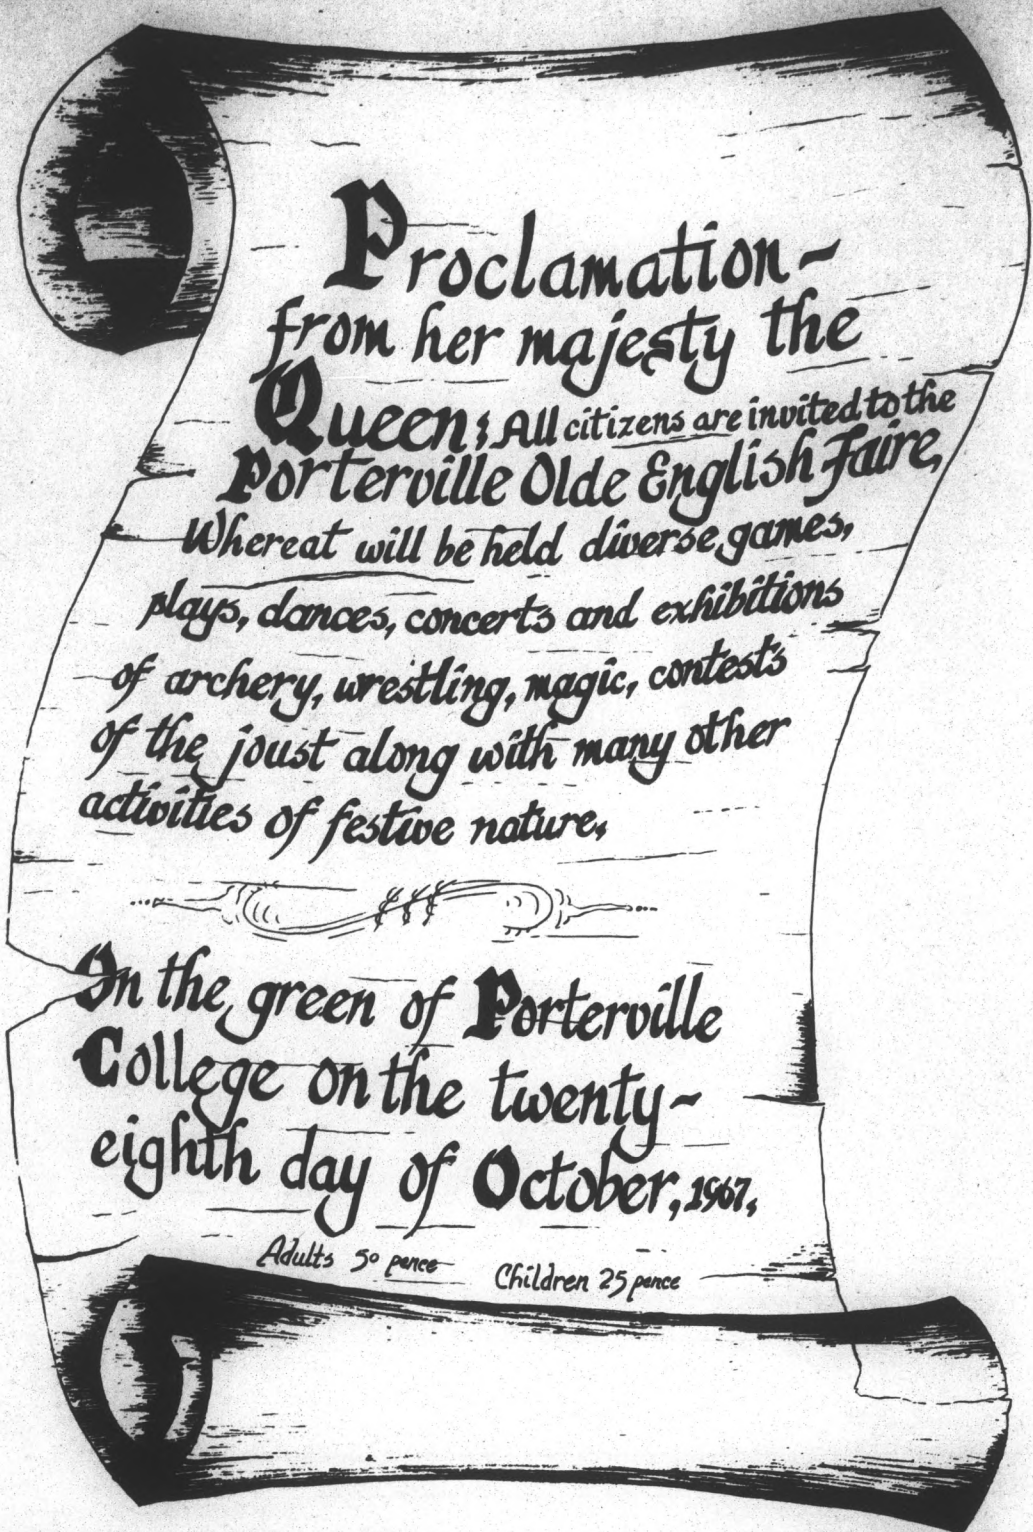 Proclamation-
from her majesty the
Queen; All citizens are invited to the
Porterville Olde English Faire,
Whereat will be held diverse games,
plays, dances, concerts and exhibitions
of archery, wrestling, magic, contests
of the joust along with many other
activities of festive nature,
On the green of Porterville
College on the twenty-
eighth day of October, 1967,
Adults 50 pence Children 25 pence